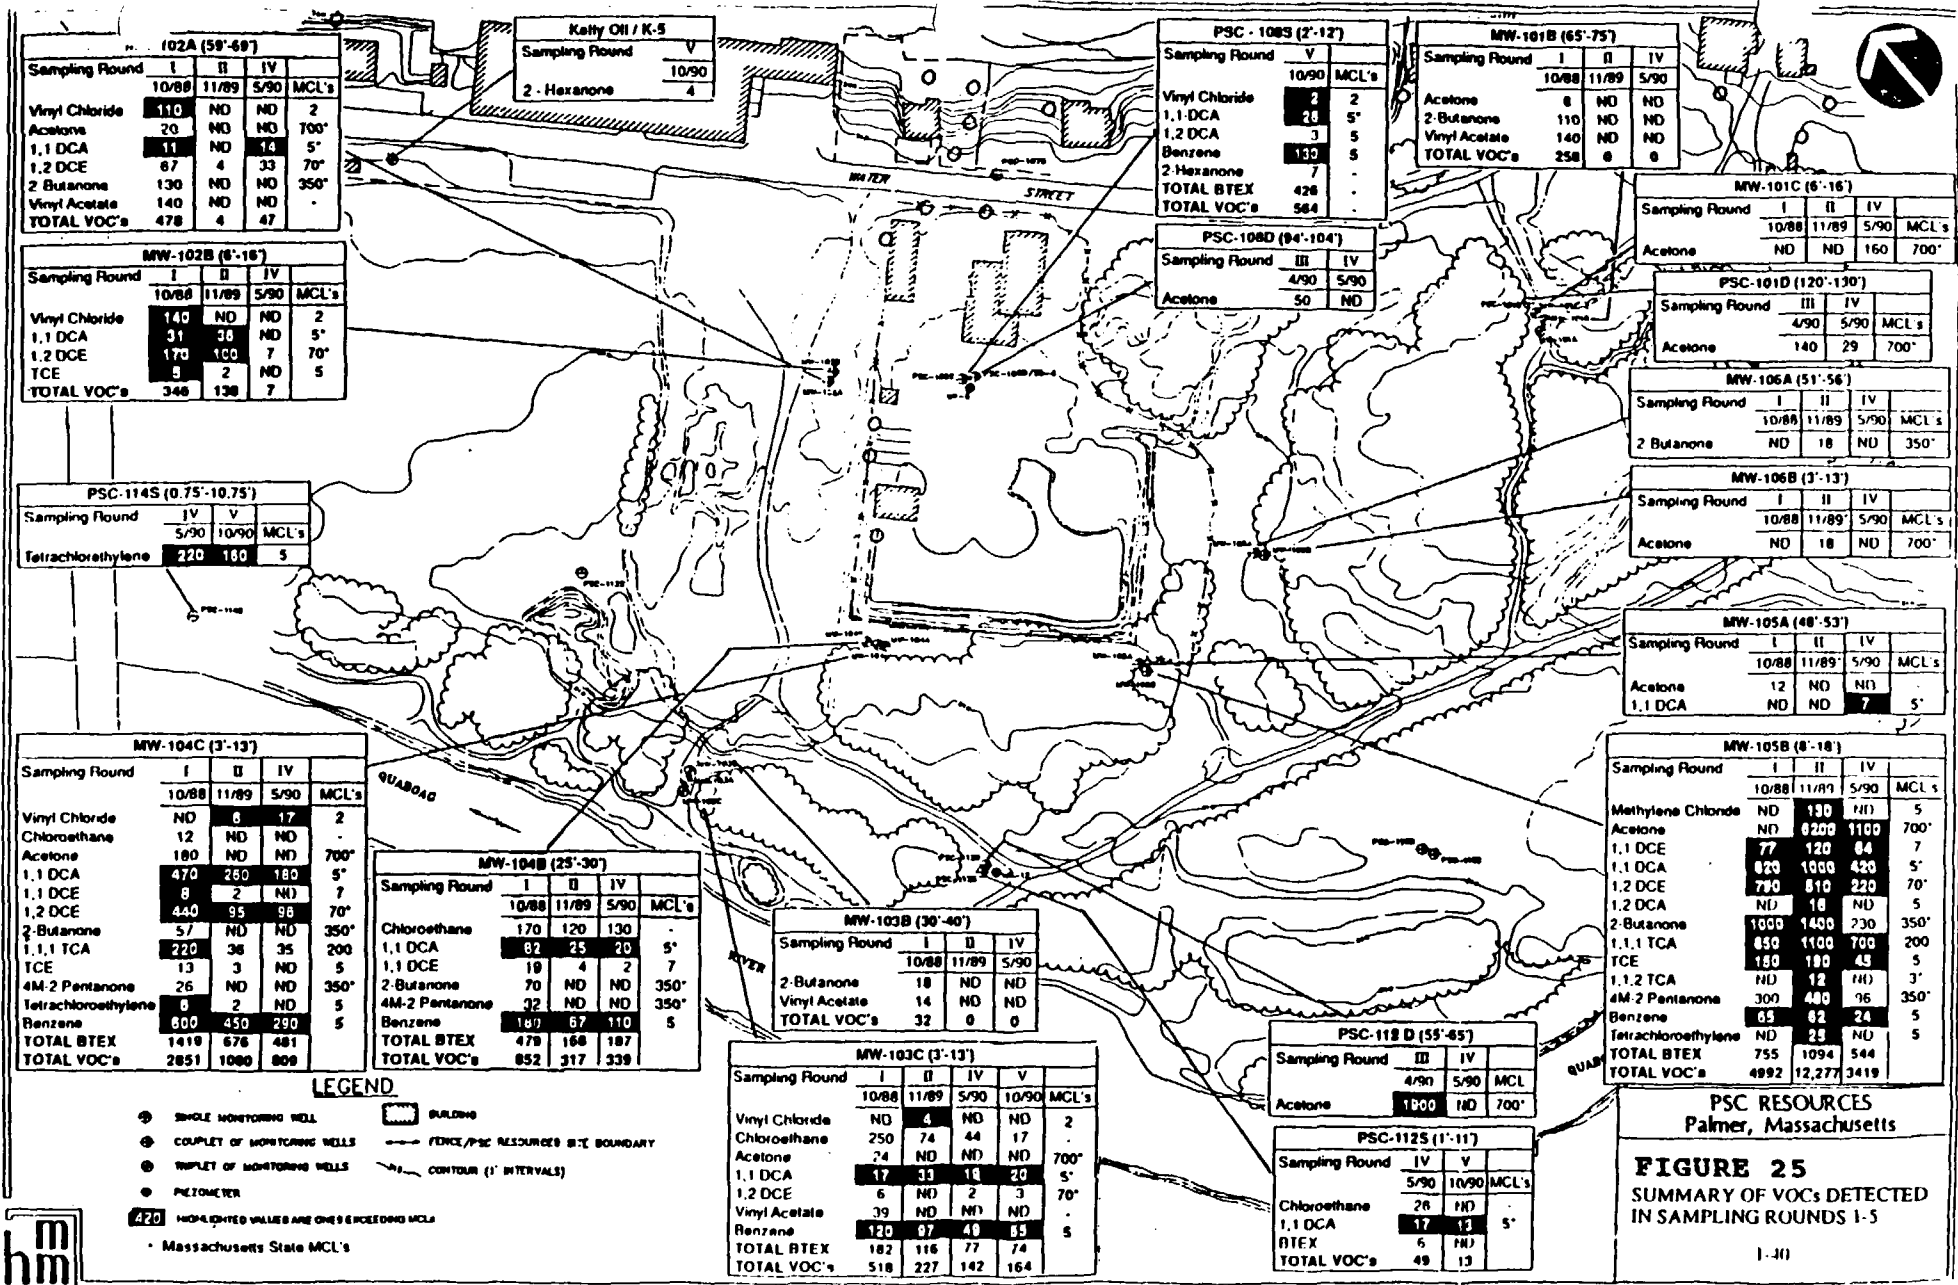 102A (59'-69')
Sampling Round I II IV
10/88 11/89 5/90 MCL's
Vinyl Chloride 110 ND ND 2
Acetone 20 ND ND 700*
1,1 DCA 11 ND 14 5*
1,2 DCE 67 4 33 70*
2 Butanone 130 ND ND 350*
Vinyl Acetate 140 ND ND -
TOTAL VOC's 478 4 47
Kelly Oil / K-5
Sampling Round V
10/90
2 - Hexanone 4
PSC - 108S (2'-12')
Sampling Round V
10/90 MCL's
Vinyl Chloride 2 2
1,1 DCA 28 5*
1,2 DCA 3 5
Benzene 130 5
2-Hexanone 7 -
TOTAL BTEX 426 -
TOTAL VOC's 564 -
MW-101B (65'-75')
Sampling Round I II IV
10/88 11/89 5/90
Acetone 8 ND ND
2-Butanone 110 ND ND
Vinyl Acetate 140 ND ND
TOTAL VOC's 258 0 0
MW-101C (6'-16')
Sampling Round I II IV
10/88 11/89 5/90 MCL's
Acetone ND ND 160 700*
MW-102B (6'-16')
Sampling Round I II IV
10/88 11/89 5/90 MCL's
Vinyl Chloride 140 ND ND 2
1,1 DCA 31 36 ND 5*
1,2 DCE 170 100 7 70*
TCE 5 2 ND 5
TOTAL VOC's 346 138 7
PSC-108D (94'-104')
Sampling Round III IV
4/90 5/90
Acetone 50 ND
PSC-101D (120'-130')
Sampling Round III IV
4/90 5/90 MCL's
Acetone 140 29 700*
MW-106A (51'-56')
Sampling Round I II IV
10/88 11/89 5/90 MCL's
2 Butanone ND 18 ND 350*
MW-106B (3'-13')
Sampling Round I II IV
10/88 11/89 5/90 MCL's
Acetone ND 18 ND 700*
PSC-114S (0.75'-10.75')
Sampling Round IV V
5/90 10/90 MCL's
Tetrachlorethylene 220 160 5
WATER STREET
MW-105A (48'-53')
Sampling Round I II IV
10/88 11/89 5/90 MCL's
Acetone 12 ND ND -
1,1 DCA ND ND 7 5*
MW-104C (3'-13')
Sampling Round I II IV
10/88 11/89 5/90 MCL's
Vinyl Chloride ND 6 17 2
Chloroethane 12 ND ND -
Acetone 180 ND ND 700*
1,1 DCA 470 260 180 5*
1,1 DCE 8 2 ND 7
1,2 DCE 440 95 96 70*
2-Butanone 57 ND ND 350*
1,1,1 TCA 220 36 35 200
TCE 13 3 ND 5
4M-2 Pentanone 26 ND ND 350*
Tetrachloroethylene 6 2 ND 5
Benzene 600 450 290 5
TOTAL BTEX 1419 676 481
TOTAL VOC's 2851 1080 809
MW-104B (25'-30')
Sampling Round I II IV
10/88 11/89 5/90 MCL's
Chloroethane 170 120 130 -
1,1 DCA 82 25 20 5*
1,1 DCE 19 4 2 7
2-Butanone 70 ND ND 350*
4M-2 Pentanone 32 ND ND 350*
Benzene 180 67 110 5
TOTAL BTEX 479 168 187
TOTAL VOC's 852 317 339
QUABOAG
RIVER
MW-103B (30'-40')
Sampling Round I II IV
10/88 11/89 5/90
2-Butanone 18 ND ND
Vinyl Acetate 14 ND ND
TOTAL VOC's 32 0 0
MW-105B (8'-18')
Sampling Round I II IV
10/88 11/89 5/90 MCL's
Methylene Chloride ND 130 ND 5
Acetone ND 6200 1100 700*
1,1 DCE 77 120 64 7
1,1 DCA 820 1000 420 5*
1,2 DCE 780 810 220 70*
1,2 DCA ND 16 ND 5
2-Butanone 1000 1400 230 350*
1,1,1 TCA 850 1100 700 200
TCE 150 190 45 5
1,1,2 TCA ND 12 ND 3*
4M-2 Pentanone 300 480 96 350*
Benzene 65 82 24 5
Tetrachloroethylene ND 25 ND 5
TOTAL BTEX 755 1094 544
TOTAL VOC's 4992 12,277 3419
MW-103C (3'-13')
Sampling Round I II IV V
10/88 11/89 5/90 10/90 MCL's
Vinyl Chloride ND 4 ND ND 2
Chloroethane 250 74 44 17 -
Acetone 24 ND ND ND 700*
1,1 DCA 17 33 18 20 5*
1,2 DCE 6 ND 2 3 70*
Vinyl Acetate 39 ND ND ND -
Benzene 120 97 49 65 5
TOTAL BTEX 182 116 77 74
TOTAL VOC's 518 227 142 164
PSC-112 D (55'-65')
Sampling Round III IV
4/90 5/90 MCL
Acetone 1800 ND 700*
PSC-112S (1'-11')
Sampling Round IV V
5/90 10/90 MCL's
Chloroethane 26 ND -
1,1 DCA 17 13 5*
BTEX 6 ND
TOTAL VOC's 49 13
LEGEND
SINGLE MONITORING WELL
COUPLET OF MONITORING WELLS
TRIPLET OF MONITORING WELLS
PIEZOMETER
420 HIGHLIGHTED VALUES ARE ONES EXCEEDING MCLs
* Massachusetts State MCL's
BUILDING
FENCE/PSC RESOURCES SITE BOUNDARY
CONTOUR (1' INTERVALS)
PSC RESOURCES
Palmer, Massachusetts
FIGURE 25
SUMMARY OF VOCs DETECTED
IN SAMPLING ROUNDS 1-5
1-40
mhm